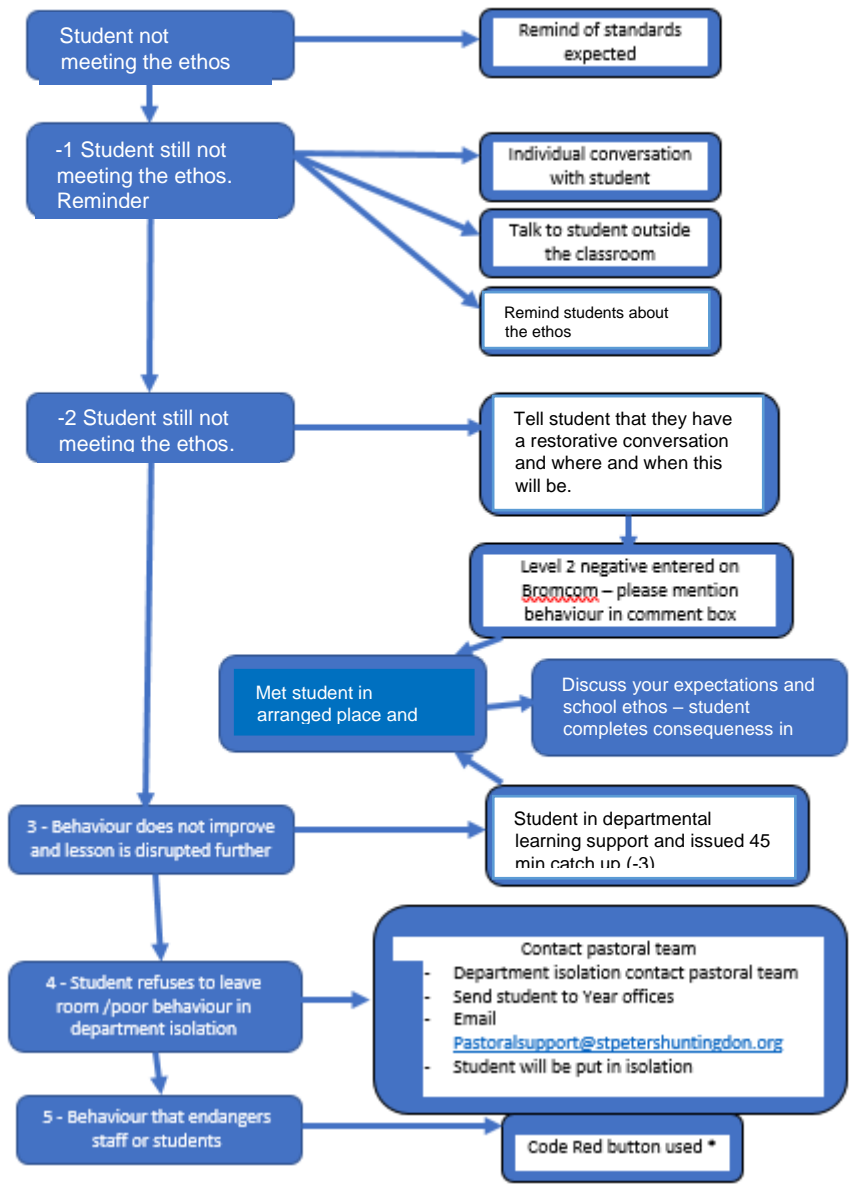 Student not
meeting the ethos
Remind of standards
expected
-1 Student still not
meeting the ethos.
Reminder
Individual conversation
with student
Talk to student outside
the classroom
Remind students about
the ethos
-2 Student still not
meeting the ethos.
Tell student that they have
a restorative conversation
and where and when this
will be.
Level 2 negative entered on
Bromcom – please mention
behaviour in comment box
Met student in
arranged place and
Discuss your expectations and
school ethos – student
completes consequeness in
3 - Behaviour does not improve
and lesson is disrupted further
Student in departmental
learning support and issued 45
min catch up (-3)
4 - Student refuses to leave
room /poor behaviour in
department isolation
Contact pastoral team
- Department isolation contact pastoral team
- Send student to Year offices
- Email
Pastoralsupport@stpetershuntingdon.org
- Student will be put in isolation
5 - Behaviour that endangers
staff or students
Code Red button used *